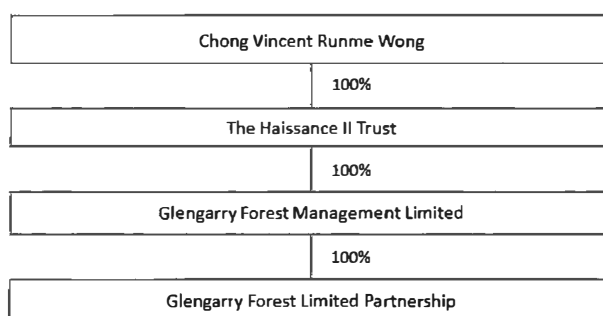 Chong Vincent Runme Wong
100%
The Haissance II Trust
100%
Glengarry Forest Management Limited
100%
Glengarry Forest Limited Partnership